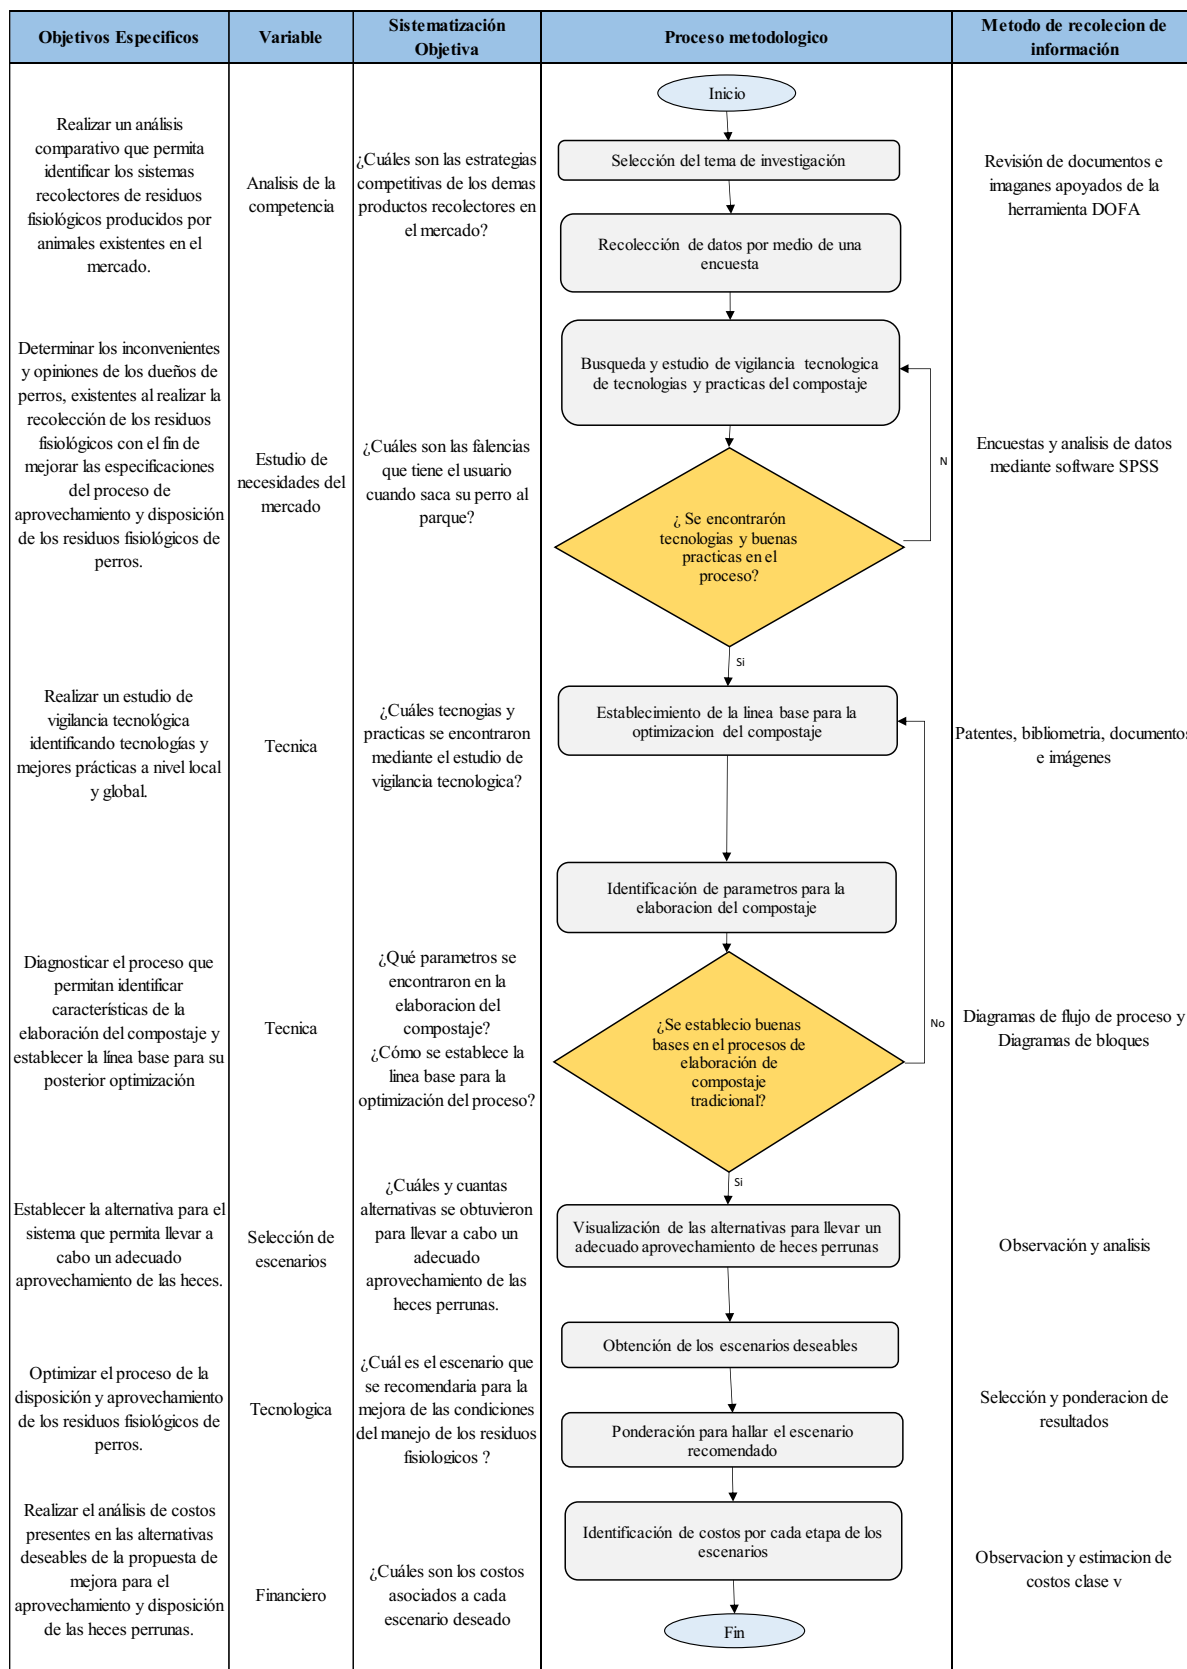 Objetivos Especificos
Variable
Sistematización
Objetiva
Proceso metodologico
Metodo de recolecion de
información
Realizar un análisis
comparativo que permita
identificar los sistemas
recolectores de residuos
fisiológicos producidos por
animales existentes en el
mercado.
Analisis de la
competencia
¿Cuáles son las estrategias
competitivas de los demas
productos recolectores en
el mercado?
Inicio
Selección del tema de investigación
Recolección de datos por medio de una
encuesta
Revisión de documentos e
imaganes apoyados de la
herramienta DOFA
Determinar los inconvenientes
y opiniones de los dueños de
perros, existentes al realizar la
recolección de los residuos
fisiológicos con el fin de
mejorar las especificaciones
del proceso de
aprovechamiento y disposición
de los residuos fisiológicos de
perros.
Estudio de
necesidades del
mercado
¿Cuáles son las falencias
que tiene el usuario
cuando saca su perro al
parque?
Busqueda y estudio de vigilancia tecnologica
de tecnologias y practicas del compostaje
N
¿ Se encontrarón
tecnologias y buenas
practicas en el
proceso?
Si
Encuestas y analisis de datos
mediante software SPSS
Realizar un estudio de
vigilancia tecnológica
identificando tecnologías y
mejores prácticas a nivel local
y global.
Tecnica
¿Cuáles tecnogias y
practicas se encontraron
mediante el estudio de
vigilancia tecnologica?
Establecimiento de la linea base para la
optimizacion del compostaje
Identificación de parametros para la
elaboracion del compostaje
Patentes, bibliometria, documentos
e imágenes
Diagnosticar el proceso que
permitan identificar
características de la
elaboración del compostaje y
establecer la línea base para su
posterior optimización
Tecnica
¿Qué parametros se
encontraron en la
elaboracion del
compostaje?
¿Cómo se establece la
linea base para la
optimización del proceso?
¿Se establecio buenas
bases en el procesos de
elaboración de
compostaje
tradicional?
No
Si
Diagramas de flujo de proceso y
Diagramas de bloques
Establecer la alternativa para el
sistema que permita llevar a
cabo un adecuado
aprovechamiento de las heces.
Selección de
escenarios
¿Cuáles y cuantas
alternativas se obtuvieron
para llevar a cabo un
adecuado
aprovechamiento de las
heces perrunas.
Visualización de las alternativas para llevar un
adecuado aprovechamiento de heces perrunas
Observación y analisis
Optimizar el proceso de la
disposición y aprovechamiento
de los residuos fisiológicos de
perros.
Tecnologica
¿Cuál es el escenario que
se recomendaria para la
mejora de las condiciones
del manejo de los residuos
fisiologicos ?
Obtención de los escenarios deseables
Ponderación para hallar el escenario
recomendado
Selección y ponderacion de
resultados
Realizar el análisis de costos
presentes en las alternativas
deseables de la propuesta de
mejora para el
aprovechamiento y disposición
de las heces perrunas.
Financiero
¿Cuáles son los costos
asociados a cada
escenario deseado
Identificación de costos por cada etapa de los
escenarios
Fin
Observacion y estimacion de
costos clase v